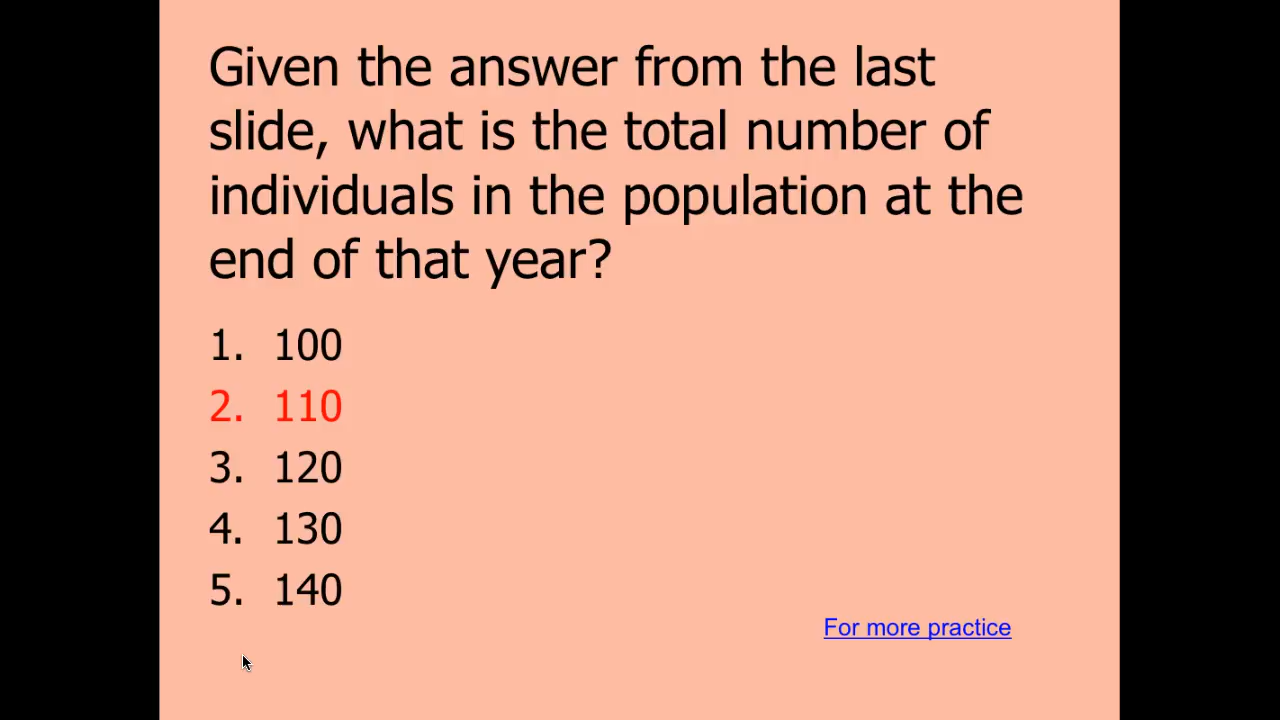 Given the answer from the last
slide, what is the total number of
individuals in the population at the
end of that year?
1. 100
2. 110
3. 120
4. 130
5. 140
For more practice